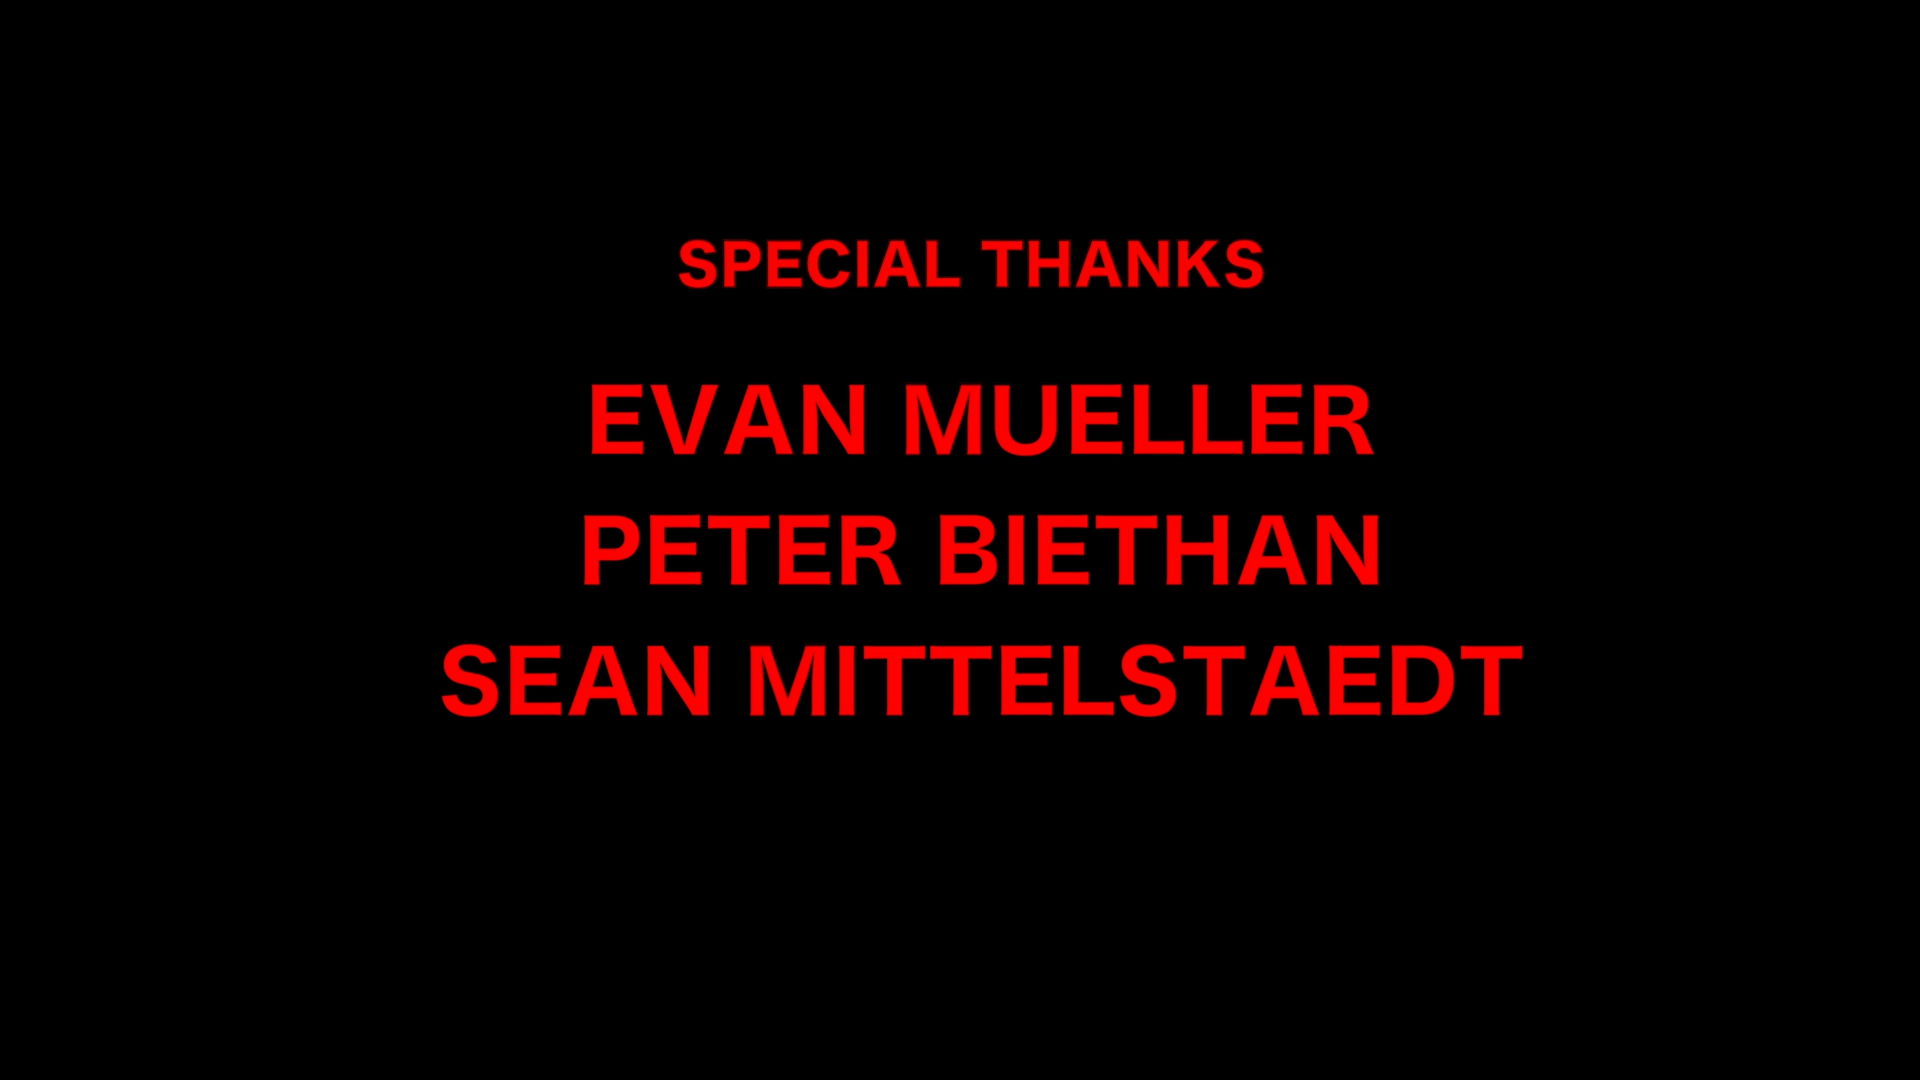 SPECIAL THANKS
EVAN MUELLER
PETER BIETHAN
SEAN MITTELSTAEDT